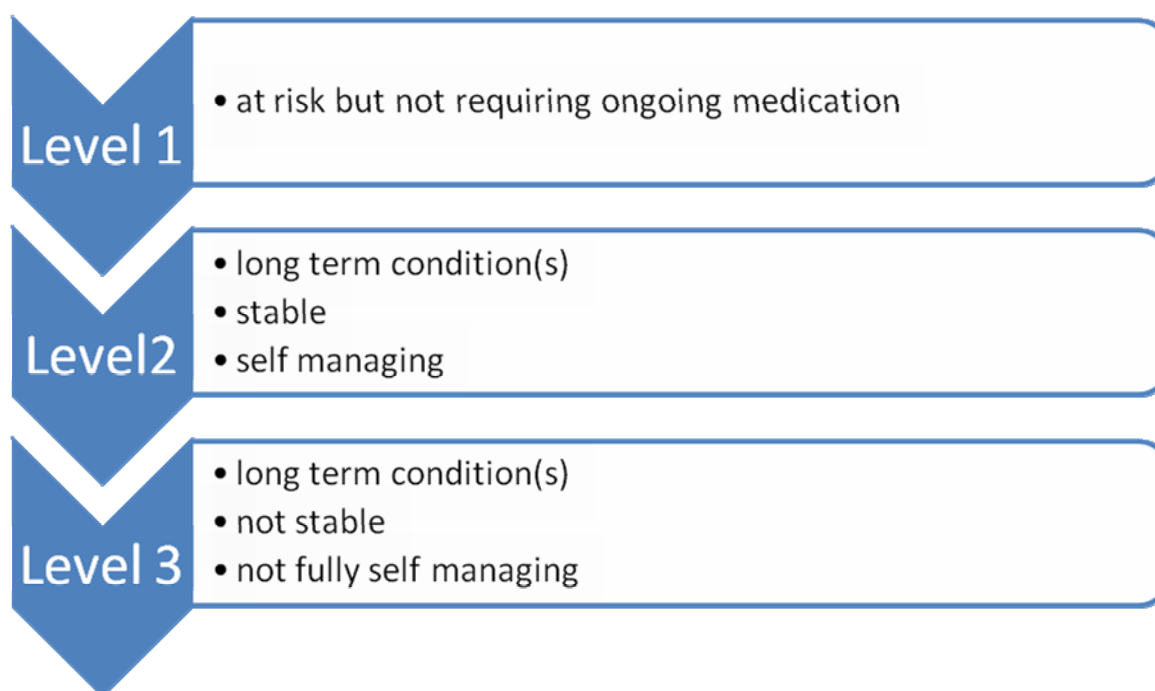 Level 1
• at risk but not requiring ongoing medication
Level2
• long term condition(s)
• stable
• self managing
Level 3
• long term condition(s)
• not stable
• not fully self managing